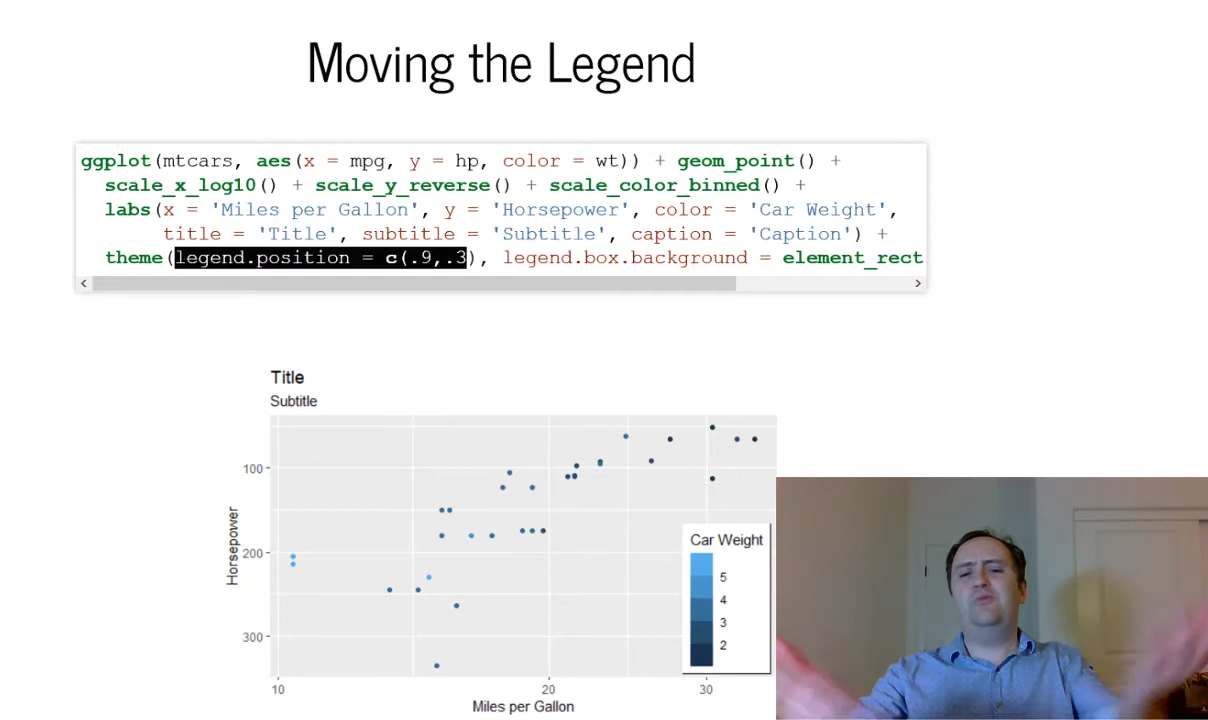 Moving the Legend
ggplot(mtcars, aes(x = mpg, y = hp, color = wt)) + geom_point() +
scale_x_log10() + scale_y_reverse() + scale_color_binned() +
labs(x = 'Miles per Gallon', y = 'Horsepower', color = 'Car Weight',
title = 'Title', subtitle = 'Subtitle', caption = 'Caption') +
theme(legend.position = c(.9,.3), legend.box.background = element_rect
Title
Subtitle
100
200
300
Horsepower
Car Weight
5
4
3
2
10
20
30
Miles per Gallon